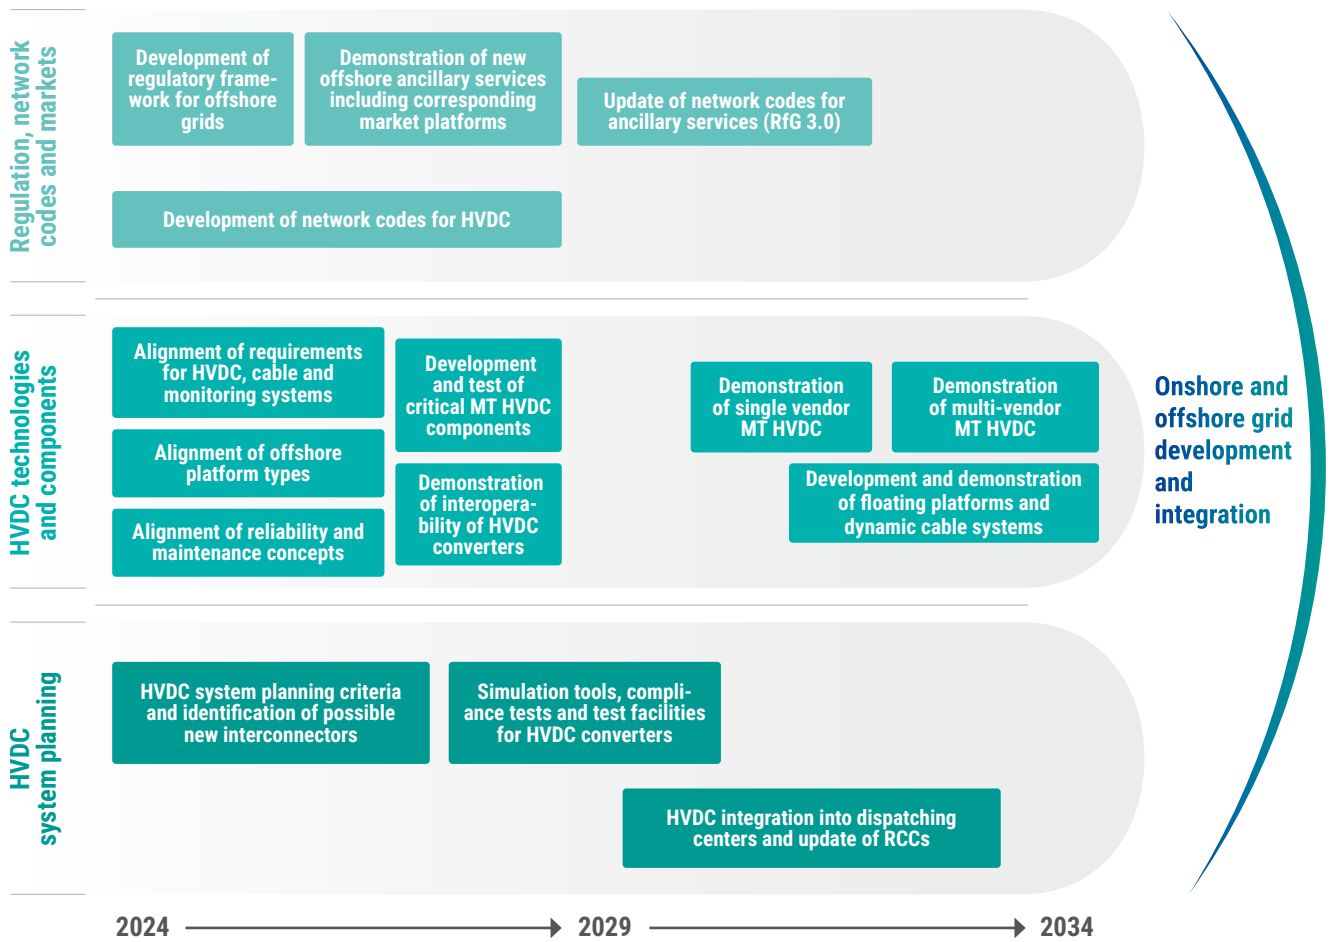 Regulation, network
codes and markets
Development of
regulatory frame-
work for offshore
grids
Demonstration of new
offshore ancillary services
including corresponding
market platforms
Update of network codes for
ancillary services (RfG 3.0)
Development of network codes for HVDC
HVDC technologies
and components
Alignment of requirements
for HVDC, cable and
monitoring systems
Alignment of offshore
platform types
Alignment of reliability and
maintenance concepts
Development
and test of
critical MT HVDC
components
Demonstration
of interopera-
bility of HVDC
converters
Demonstration
of single vendor
MT HVDC
Demonstration
of multi-vendor
MT HVDC
Development and demonstration
of floating platforms and
dynamic cable systems
HVDC
system planning
HVDC system planning criteria
and identification of possible
new interconnectors
Simulation tools, compli-
ance tests and test facilities
for HVDC converters
HVDC integration into dispatching
centers and update of RCCs
Onshore and
offshore grid
development
and
integration
2024
2029
2034